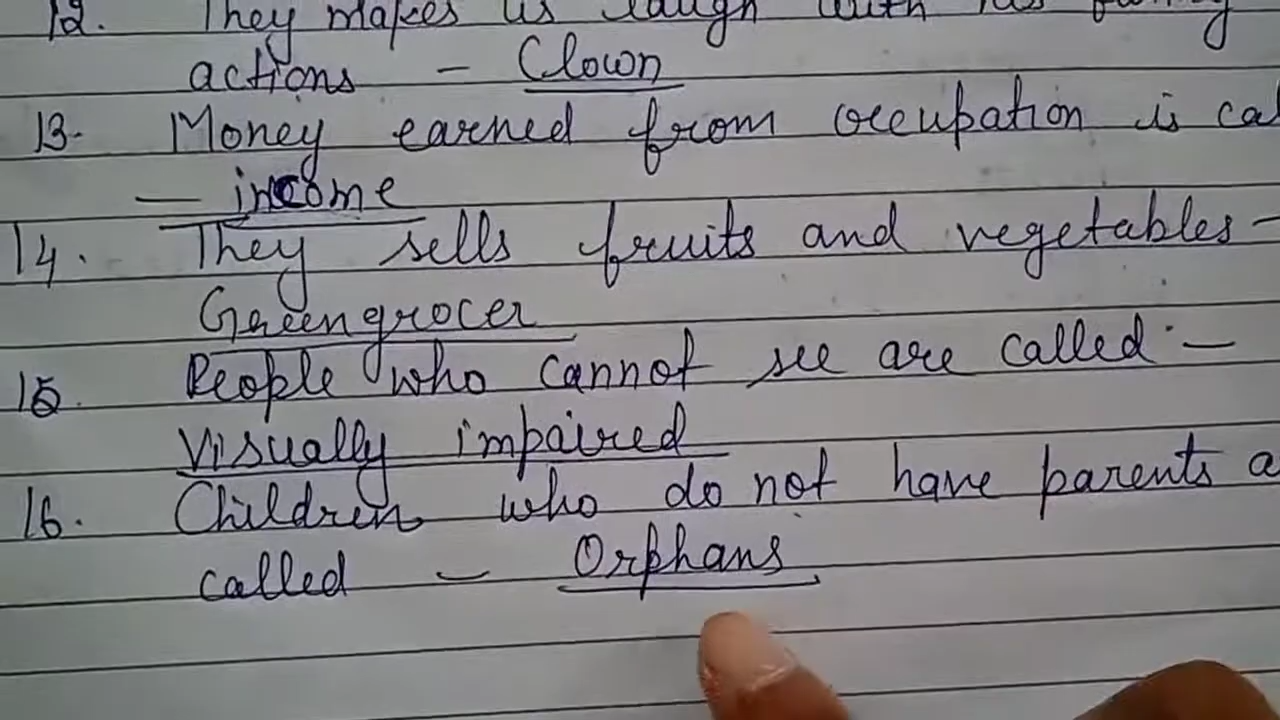 12. They makes us laugh with his funny
actions - Clown
13. Money earned from occupation is cal
- income
14. They sells fruits and vegetables -
Greengrocer
15. People who cannot see are called -
Visually impaired
16. Children who do not have parents a
called - Orphans